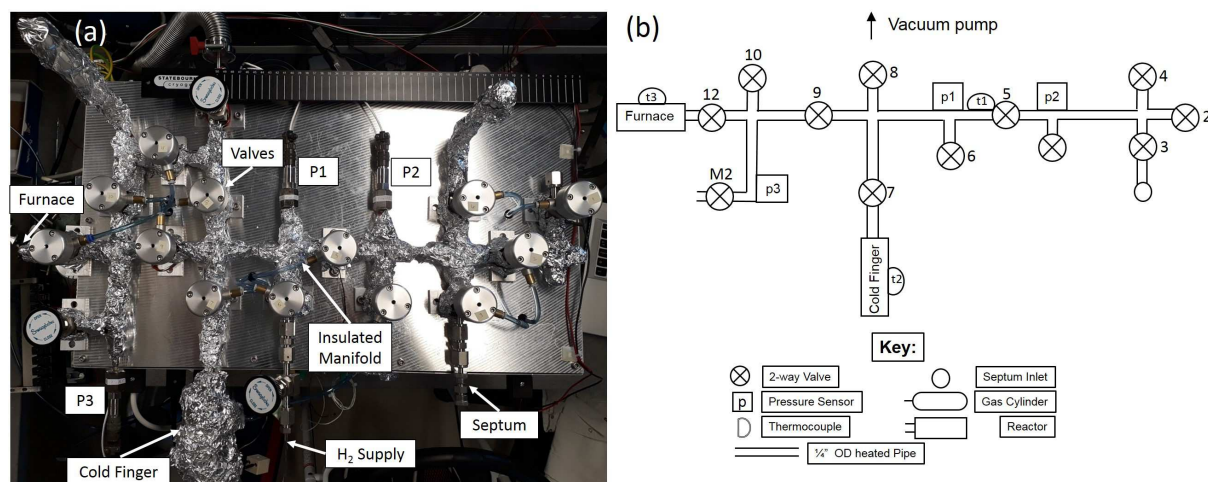 (a)
STATEBOURNE
cryogenics
Valves
P1
P2
Furnace
Insulated
Manifold
P3
Septum
Cold Finger
H₂ Supply
(b)
Vacuum pump
10
8
4
t3
Furnace
12
9
p1
t1
5
p2
2
6
3
M2
p3
7
Cold Finger
t2
Key:
2-way Valve
Septum Inlet
p
Pressure Sensor
Gas Cylinder
Thermocouple
Reactor
¼" OD heated Pipe